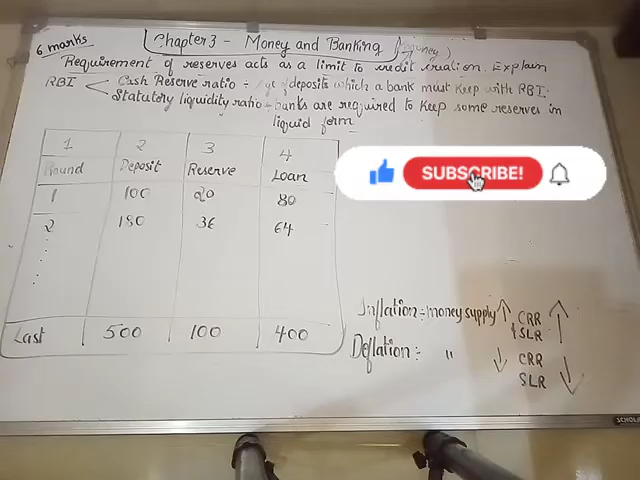 6 marks
Chapter 3 - Money and Banking
Requirement of reserves acts as a limit to credit creation. Explain
RBI
Cash Reserve ratio ÷ %ge of deposits which a bank must keep with RBI.
Statutory liquidity ratio ÷ banks are required to keep some reserves in
liquid form
1 2 3 4
Round Deposit Reserve Loan
1 100 20 80
2 180 36 64
Last 500 100 400
SUBSCRIBE!
Inflation ÷ money supply ↑ CRR ↑
+ SLR
Deflation ÷ " ↓ CRR ↓
SLR